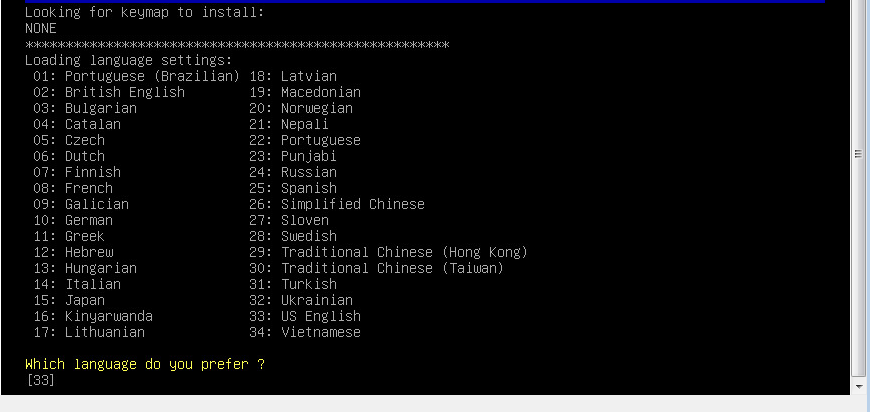 Looking for keymap to install:
NONE
*****************************************************
Loading language settings:
01: Portuguese (Brazilian) 18: Latvian
02: British English 19: Macedonian
03: Bulgarian 20: Norwegian
04: Catalan 21: Nepali
05: Czech 22: Portuguese
06: Dutch 23: Punjabi
07: Finnish 24: Russian
08: French 25: Spanish
09: Galician 26: Simplified Chinese
10: German 27: Sloven
11: Greek 28: Swedish
12: Hebrew 29: Traditional Chinese (Hong Kong)
13: Hungarian 30: Traditional Chinese (Taiwan)
14: Italian 31: Turkish
15: Japan 32: Ukrainian
16: Kinyarwanda 33: US English
17: Lithuanian 34: Vietnamese
Which language do you prefer ?
[33]